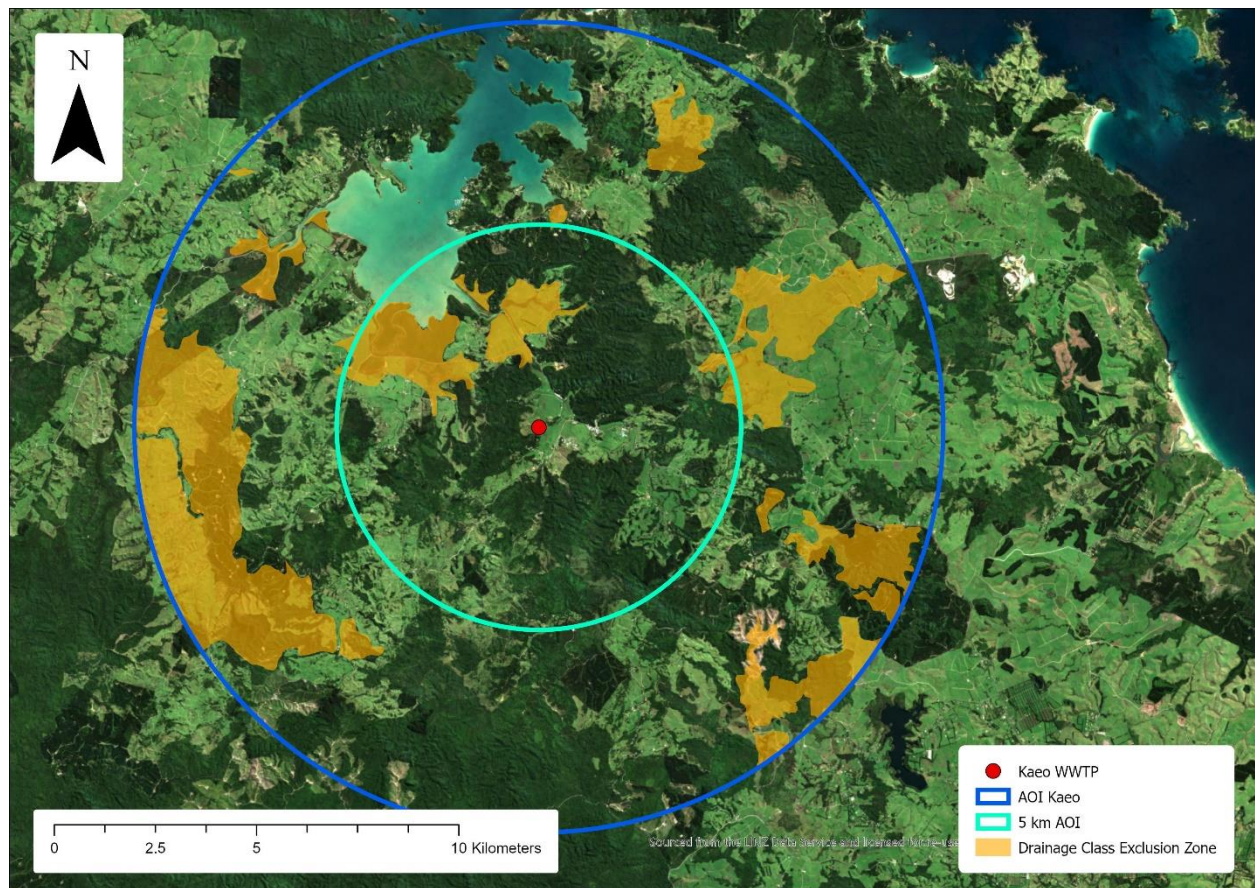 N
Kaeo WWTP
AOI Kaeo
5 km AOI
Drainage Class Exclusion Zone
0 2.5 5 10 Kilometers
Sourced from the LINZ Data Service and licensed for re-use